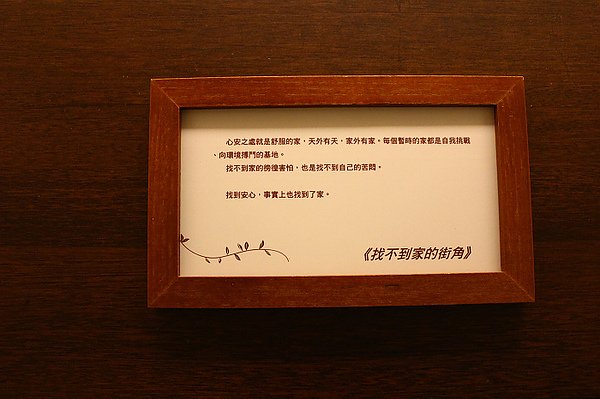 心安之處就是舒服的家，天外有天，家外有家。每個暫時的家都是自我挑戰
、向環境搏鬥的基地。
找不到家的徬徨害怕，也是找不到自己的苦悶。
找到安心，事實上也找到了家。
《找不到家的街角》